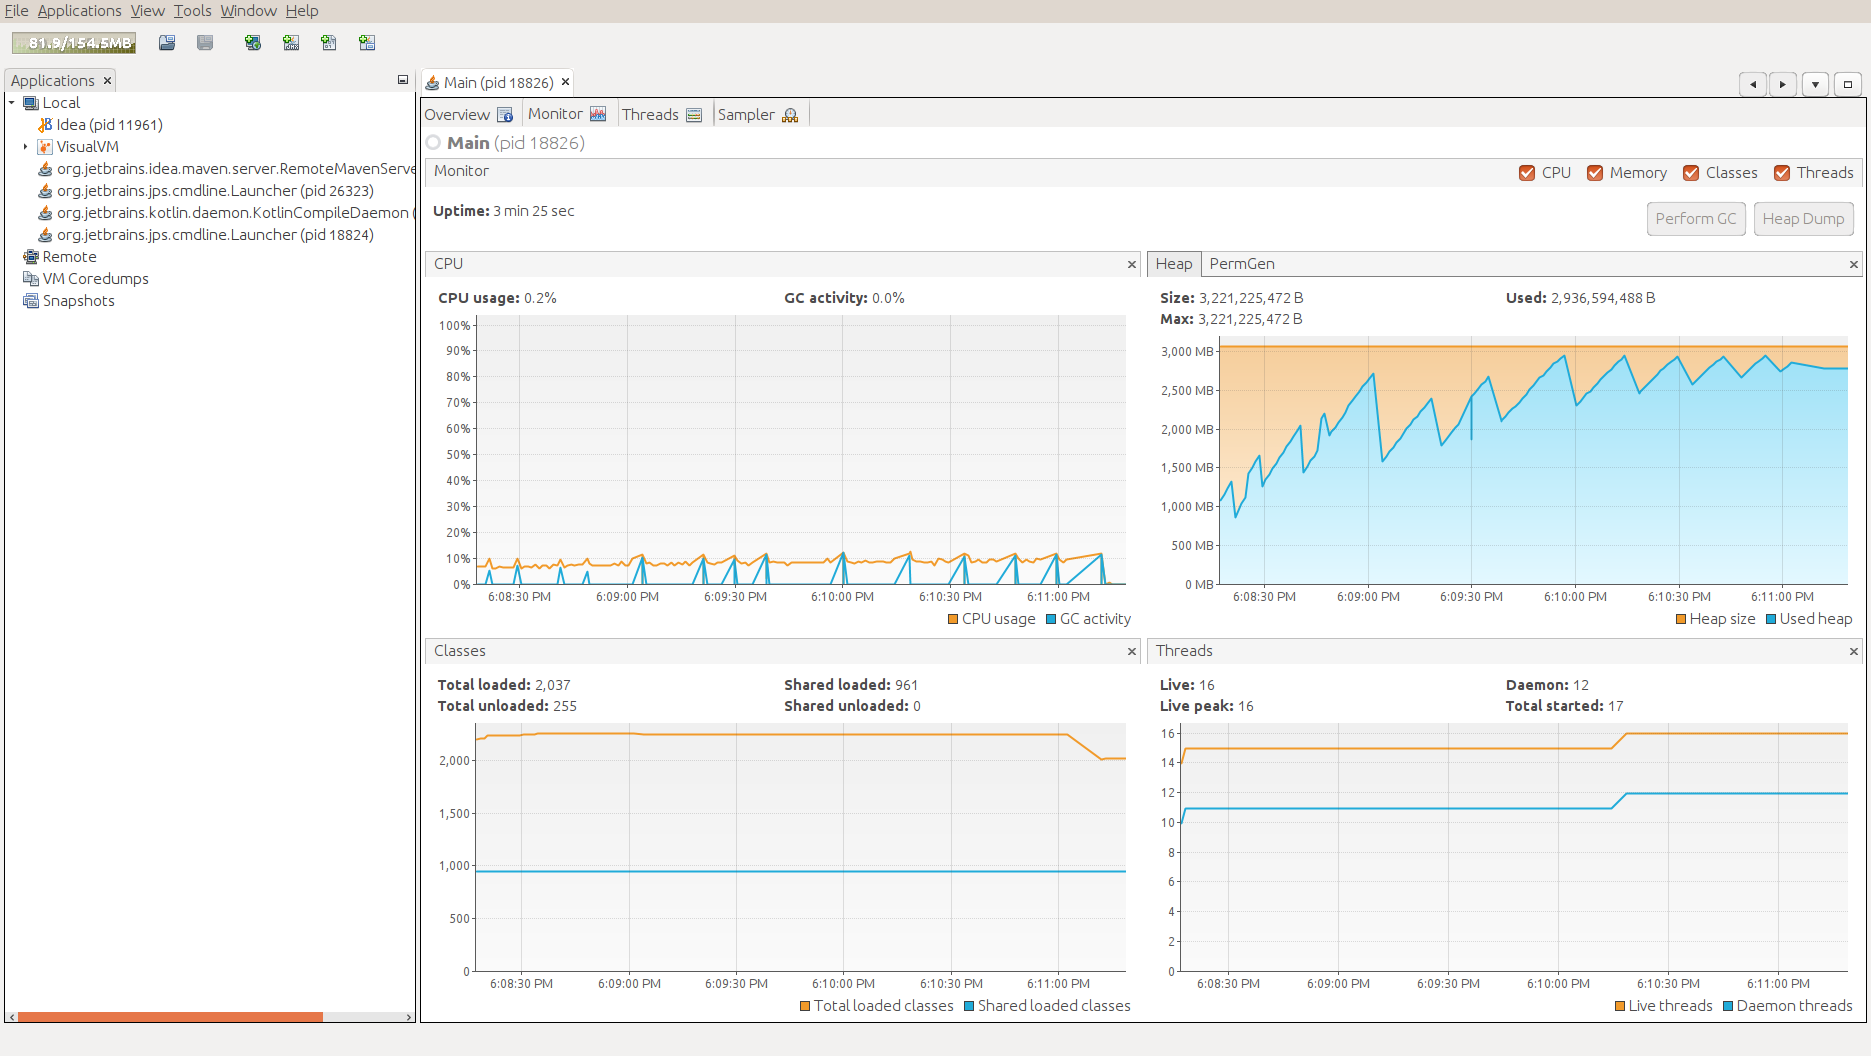 File Applications View Tools Window Help
81.9/154.5MB
Applications
Local
Idea (pid 11961)
VisualVM
org.jetbrains.idea.maven.server.RemoteMavenServe
org.jetbrains.jps.cmdline.Launcher (pid 26323)
org.jetbrains.kotlin.daemon.KotlinCompileDaemon (
org.jetbrains.jps.cmdline.Launcher (pid 18824)
Remote
VM Coredumps
Snapshots
Main (pid 18826)
Overview Monitor Threads Sampler
Main (pid 18826)
Monitor CPU Memory Classes Threads
Uptime: 3 min 25 sec
Perform GC Heap Dump
CPU
CPU usage: 0.2% GC activity: 0.0%
100%
90%
80%
70%
60%
50%
40%
30%
20%
10%
0%
6:08:30 PM 6:09:00 PM 6:09:30 PM 6:10:00 PM 6:10:30 PM 6:11:00 PM
CPU usage GC activity
Heap PermGen
Size: 3,221,225,472 B Used: 2,936,594,488 B
Max: 3,221,225,472 B
3,000 MB
2,500 MB
2,000 MB
1,500 MB
1,000 MB
500 MB
0 MB
6:08:30 PM 6:09:00 PM 6:09:30 PM 6:10:00 PM 6:10:30 PM 6:11:00 PM
Heap size Used heap
Classes
Total loaded: 2,037 Shared loaded: 961
Total unloaded: 255 Shared unloaded: 0
2,000
1,500
1,000
500
0
6:08:30 PM 6:09:00 PM 6:09:30 PM 6:10:00 PM 6:10:30 PM 6:11:00 PM
Total loaded classes Shared loaded classes
Threads
Live: 16 Daemon: 12
Live peak: 16 Total started: 17
16
14
12
10
8
6
4
2
0
6:08:30 PM 6:09:00 PM 6:09:30 PM 6:10:00 PM 6:10:30 PM 6:11:00 PM
Live threads Daemon threads